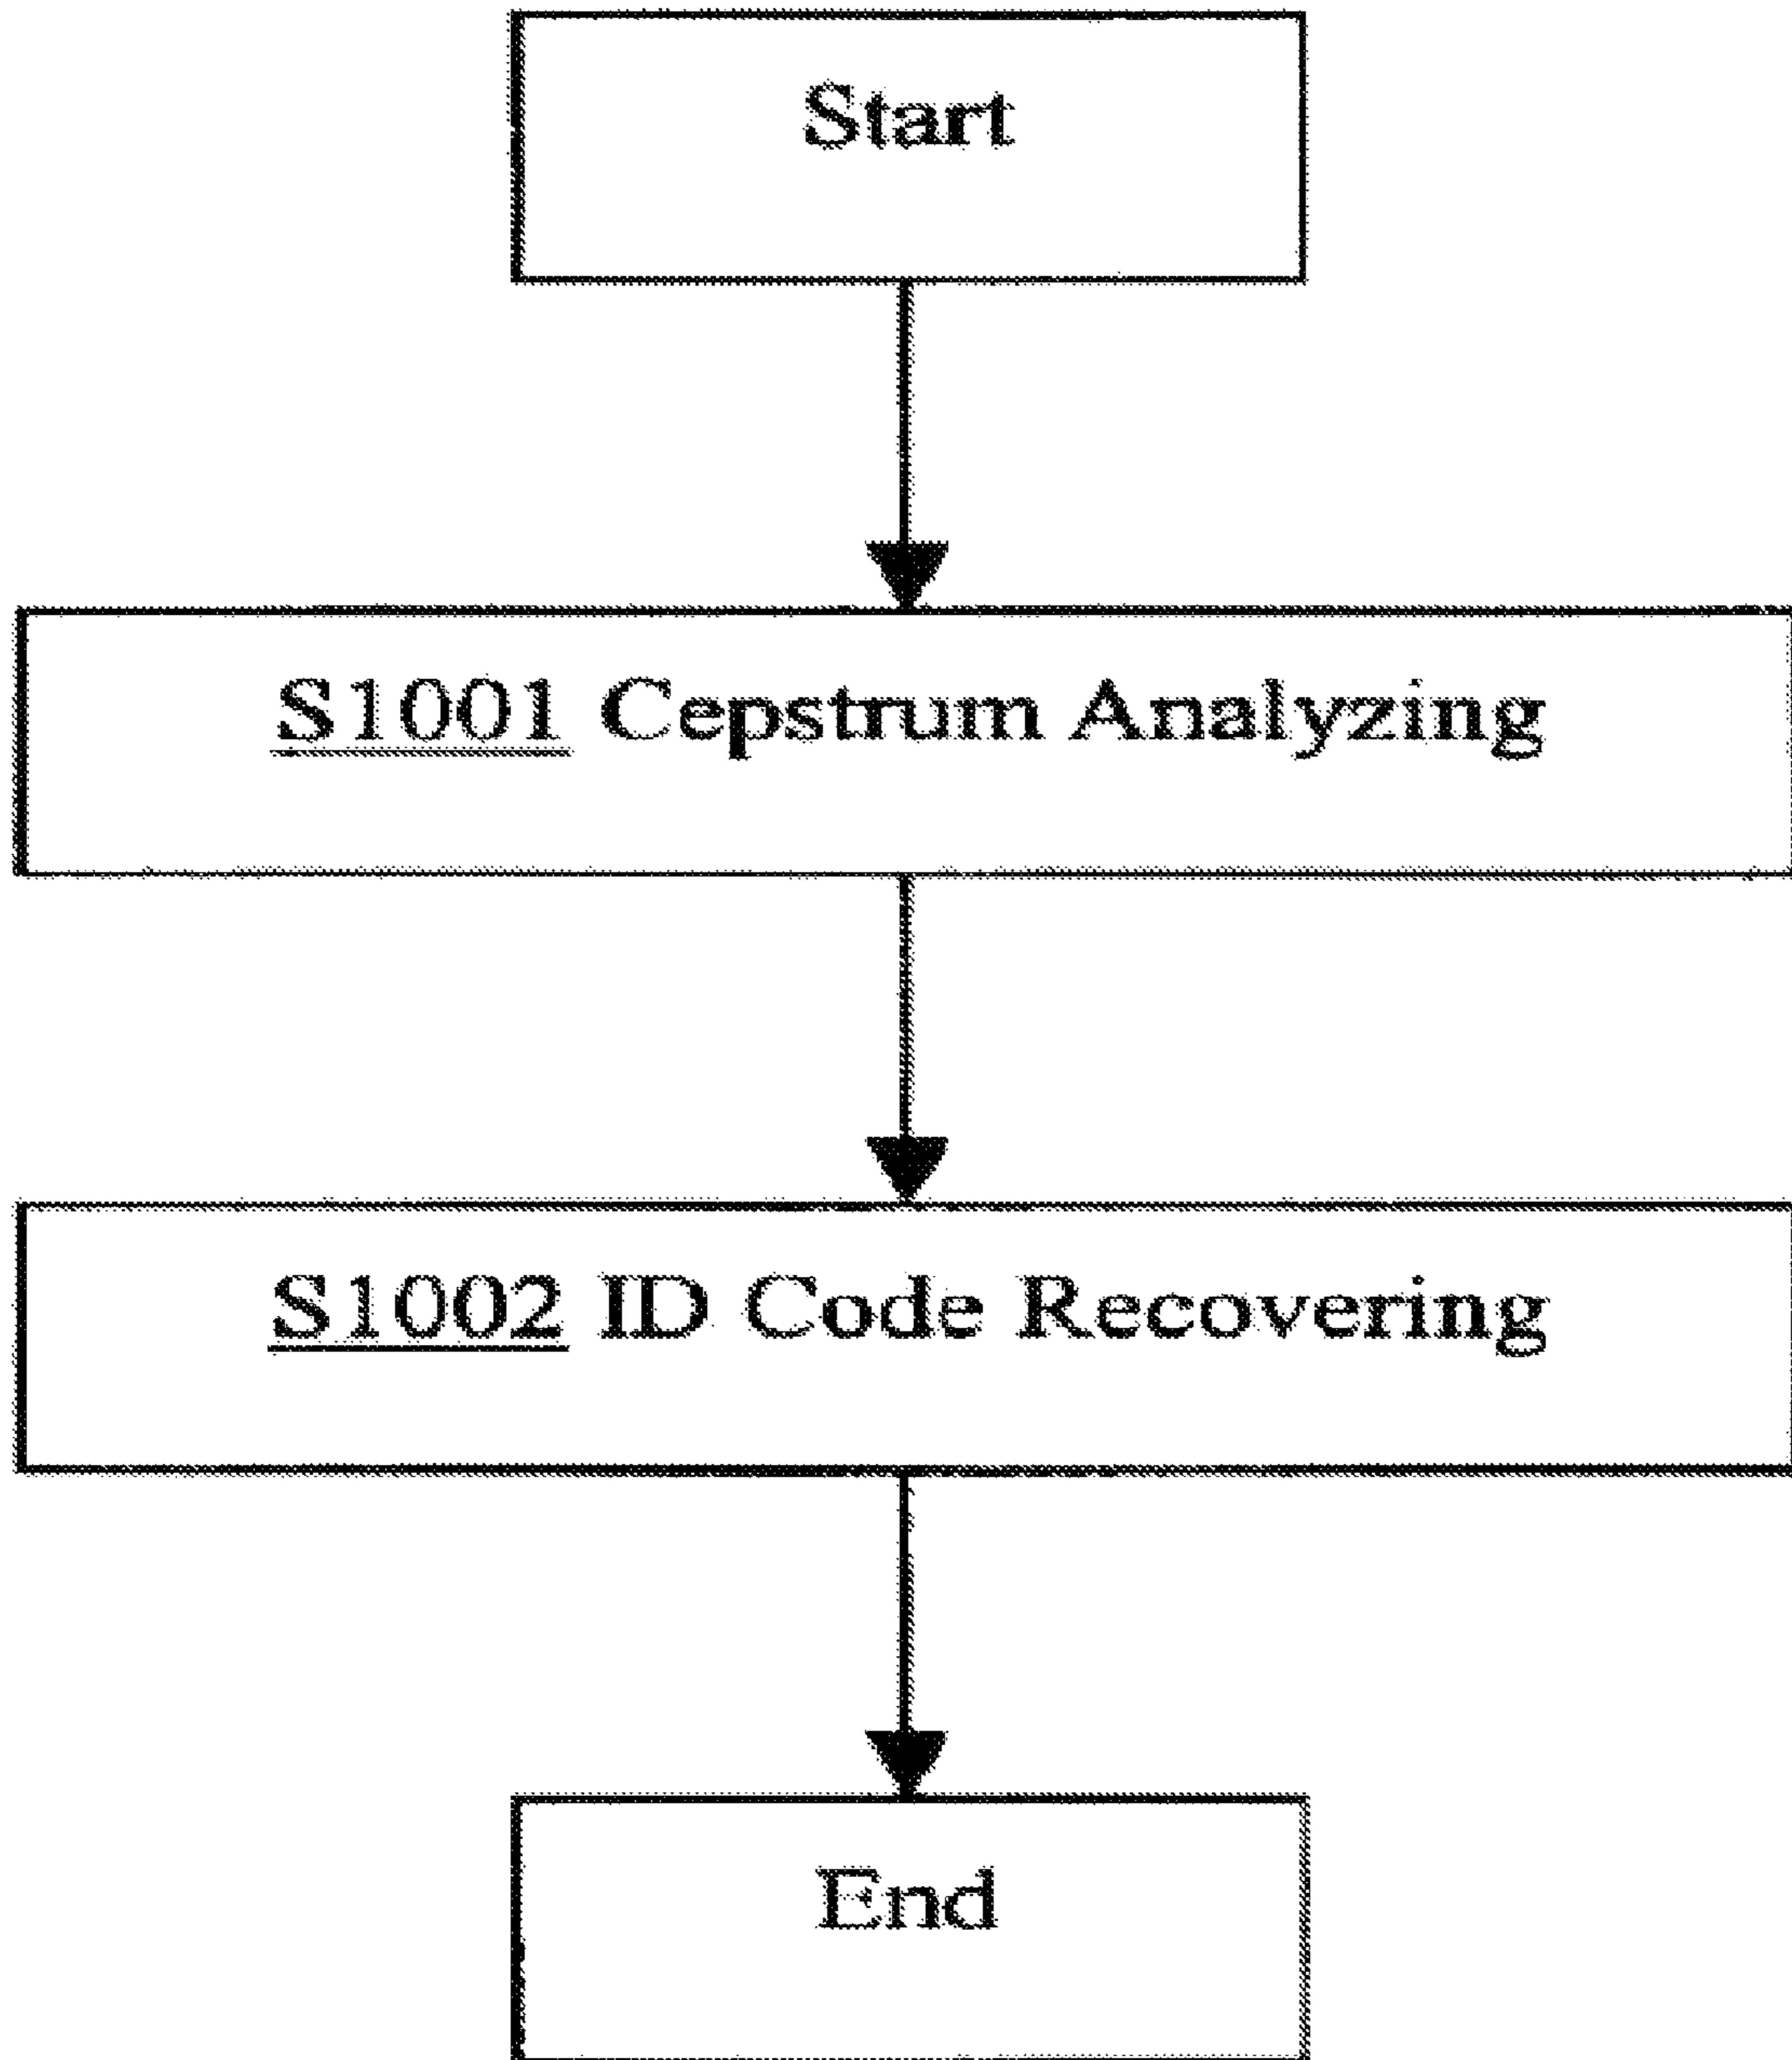 Start
S1001 Cepstrum Analyzing
S1002 ID Code Recovering
End